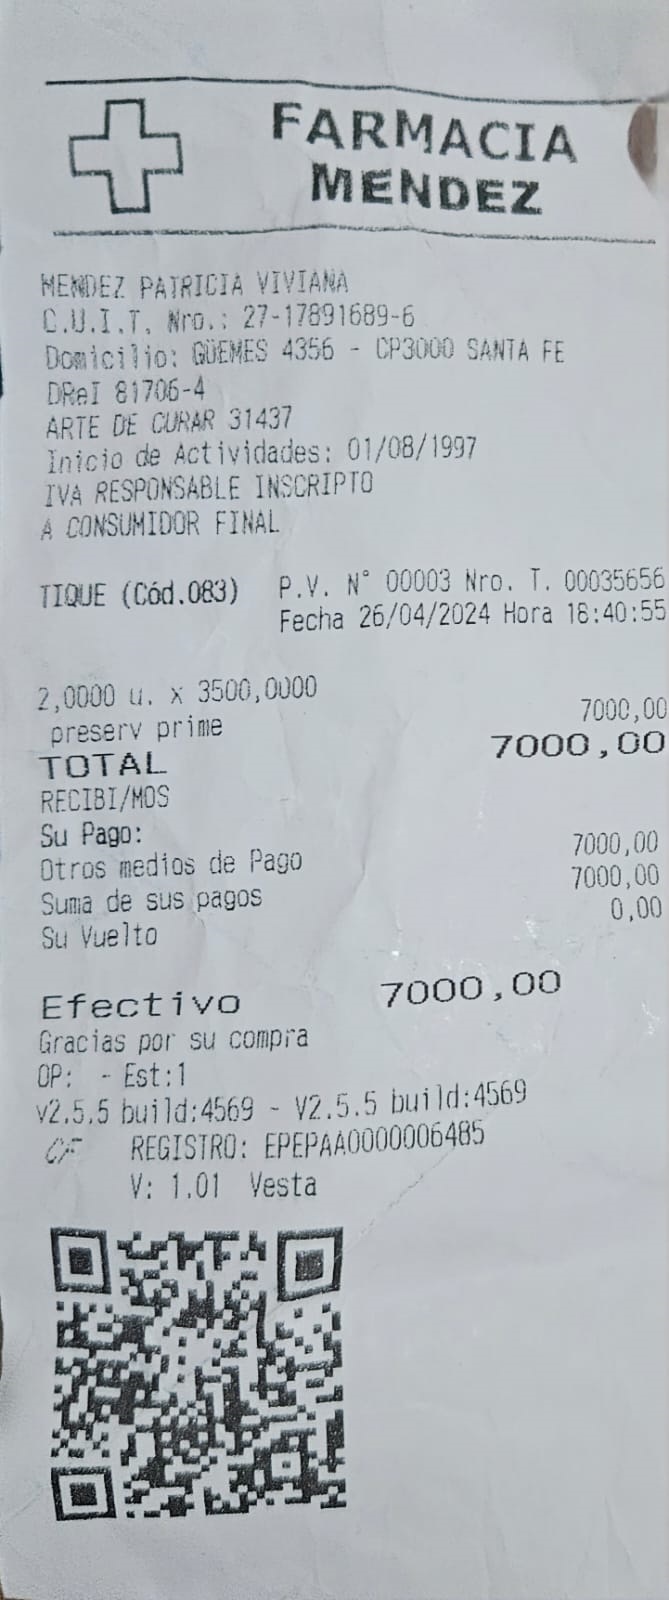 FARMACIA
MENDEZ
MENDEZ PATRICIA VIVIANA
C.U.I.T. Nro.: 27-17891689-6
Domicilio: GUEMES 4356 - CP3000 SANTA FE
DReI 81706-4
ARTE DE CURAR 31437
Inicio de Actividades: 01/08/1997
IVA RESPONSABLE INSCRIPTO
A CONSUMIDOR FINAL
TIQUE (Cód.083) P.V. N° 00003 Nro. T. 00035656
Fecha 26/04/2024 Hora 18:40:55
2,0000 u. x 3500,0000
preserv prime 7000,00
TOTAL 7000,00
RECIBI/MOS
Su Pago:
Otros medios de Pago 7000,00
Suma de sus pagos 7000,00
Su Vuelto 0,00
Efectivo 7000,00
Gracias por su compra
OP: - Est:1
v2.5.5 build:4569 - V2.5.5 build:4569
CF REGISTRO: EPEPAA0000006485
V: 1.01 Vesta